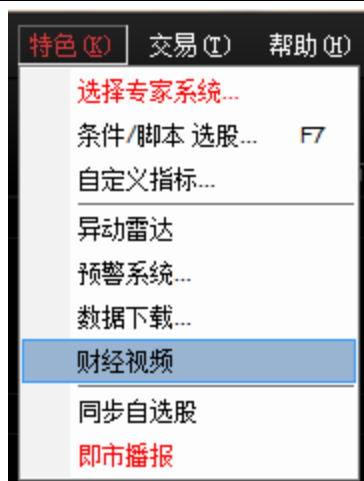 特色(K) 交易(T) 帮助(H)
选择专家系统...
条件/脚本 选股... F7
自定义指标...
异动雷达
预警系统...
数据下载...
财经视频
同步自选股
即市播报